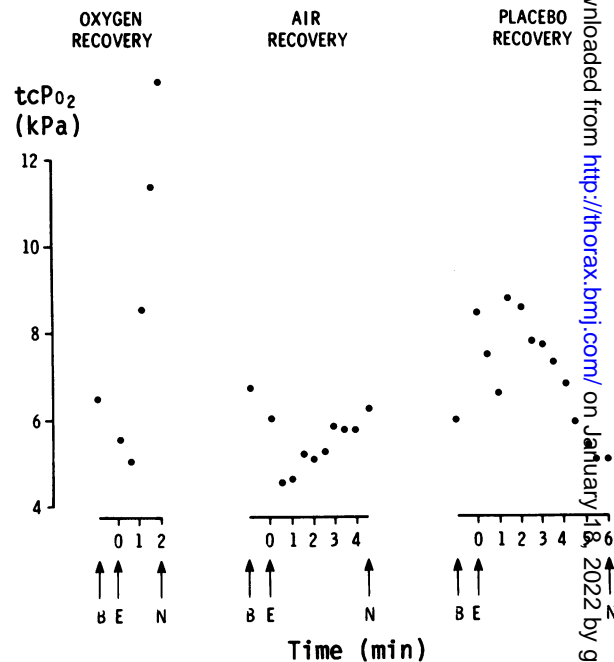 OXYGEN
RECOVERY
AIR
RECOVERY
PLACEBO
RECOVERY
tcPO₂
(kPa)
12
10
8
6
4
0 1 2
0 1 2 3 4
0 1 2 3 4 5 6
B E N
B E N
B E N
Time (min)
wnloaded from http://thorax.bmj.com/ on January 18, 2022 by g